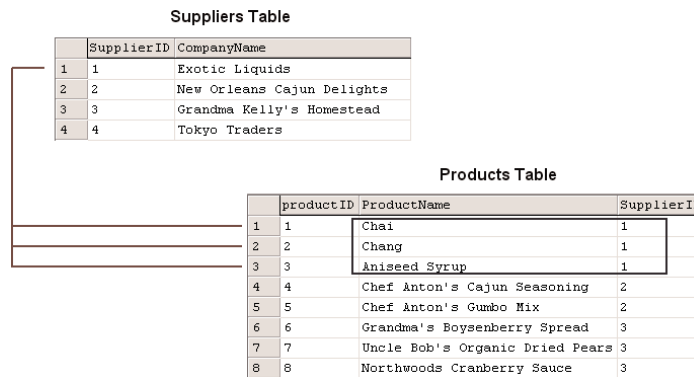 Suppliers Table
SupplierID CompanyName
1 1 Exotic Liquids
2 2 New Orleans Cajun Delights
3 3 Grandma Kelly's Homestead
4 4 Tokyo Traders
Products Table
productID ProductName SupplierI
1 1 Chai 1
2 2 Chang 1
3 3 Aniseed Syrup 1
4 4 Chef Anton's Cajun Seasoning 2
5 5 Chef Anton's Gumbo Mix 2
6 6 Grandma's Boysenberry Spread 3
7 7 Uncle Bob's Organic Dried Pears 3
8 8 Northwoods Cranberry Sauce 3